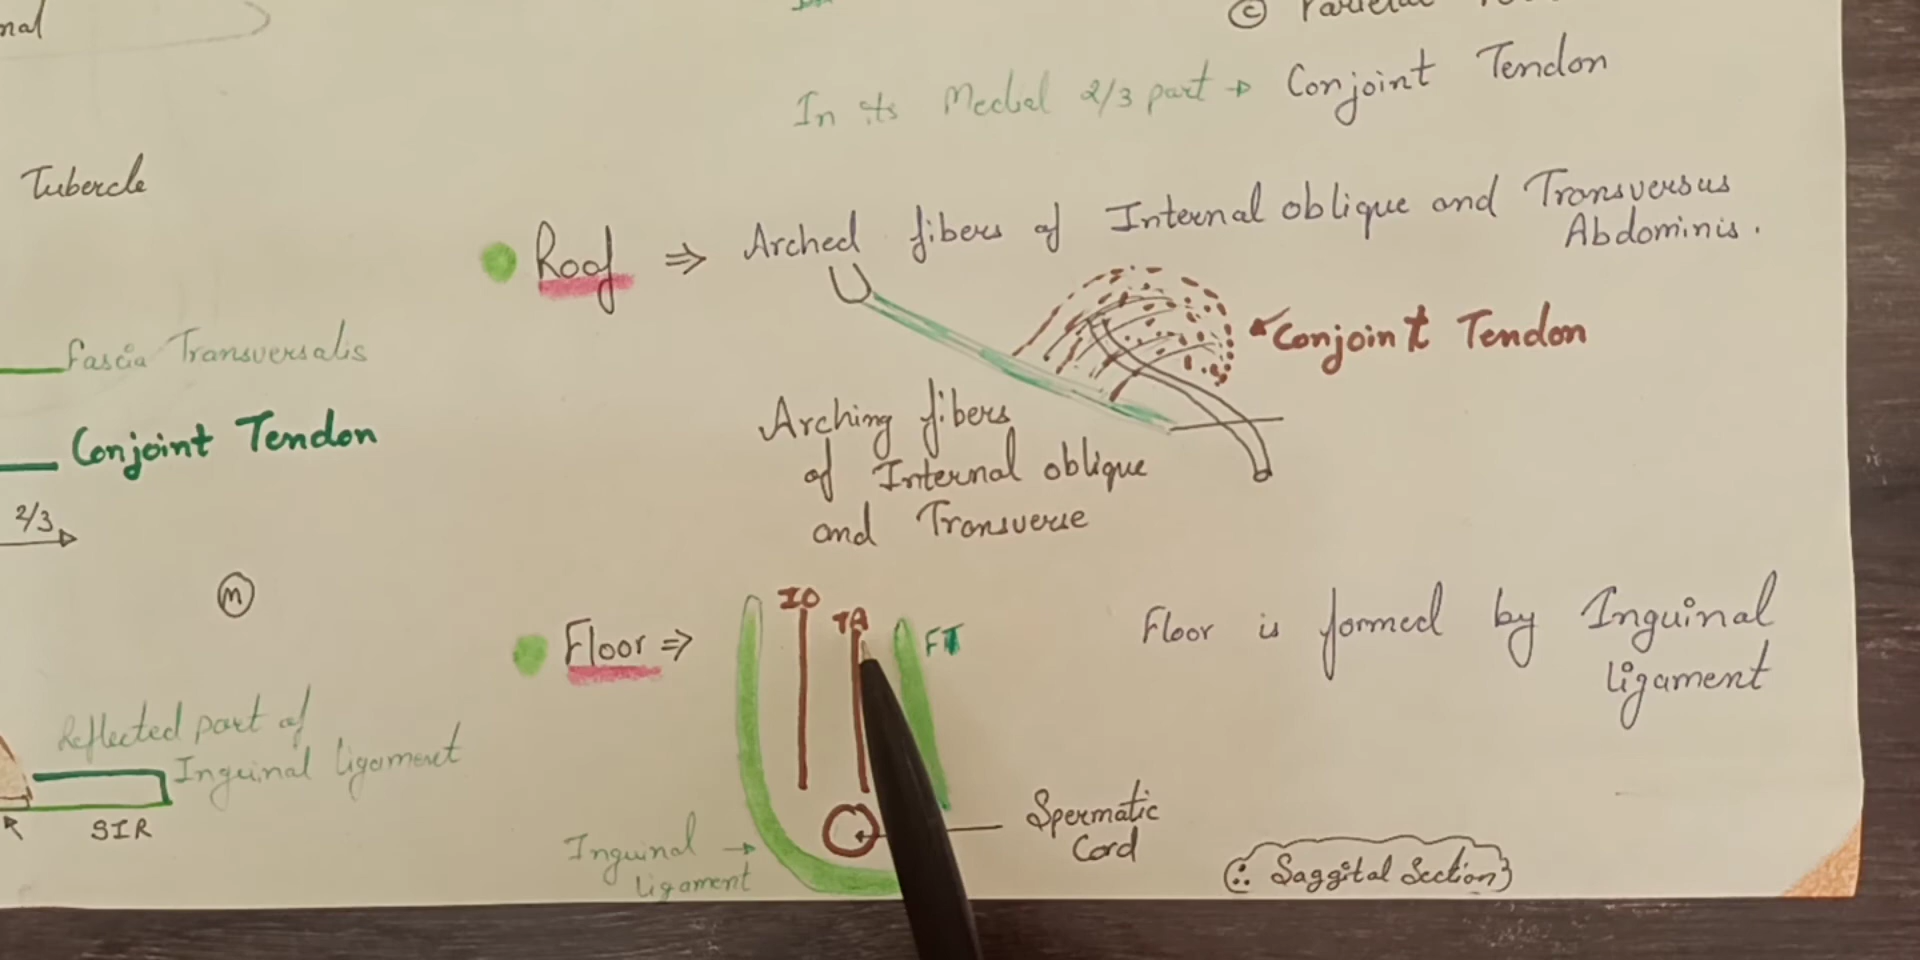 nal
Tubercle
Fascia Transversalis
Conjoint Tendon
2/3
M
Reflected part of
Inguinal ligament
SIR
In its Medial 2/3 part → Conjoint Tendon
Roof ⇒ Arched fibers of Internal oblique and Transversus
Abdominis.
Conjoint Tendon
Arching fibers
of Internal oblique
and Transverse
Floor ⇒
IO
TA
FT
Floor is formed by Inguinal
ligament
Inguinal →
ligament
Spermatic
Cord
Saggital Section